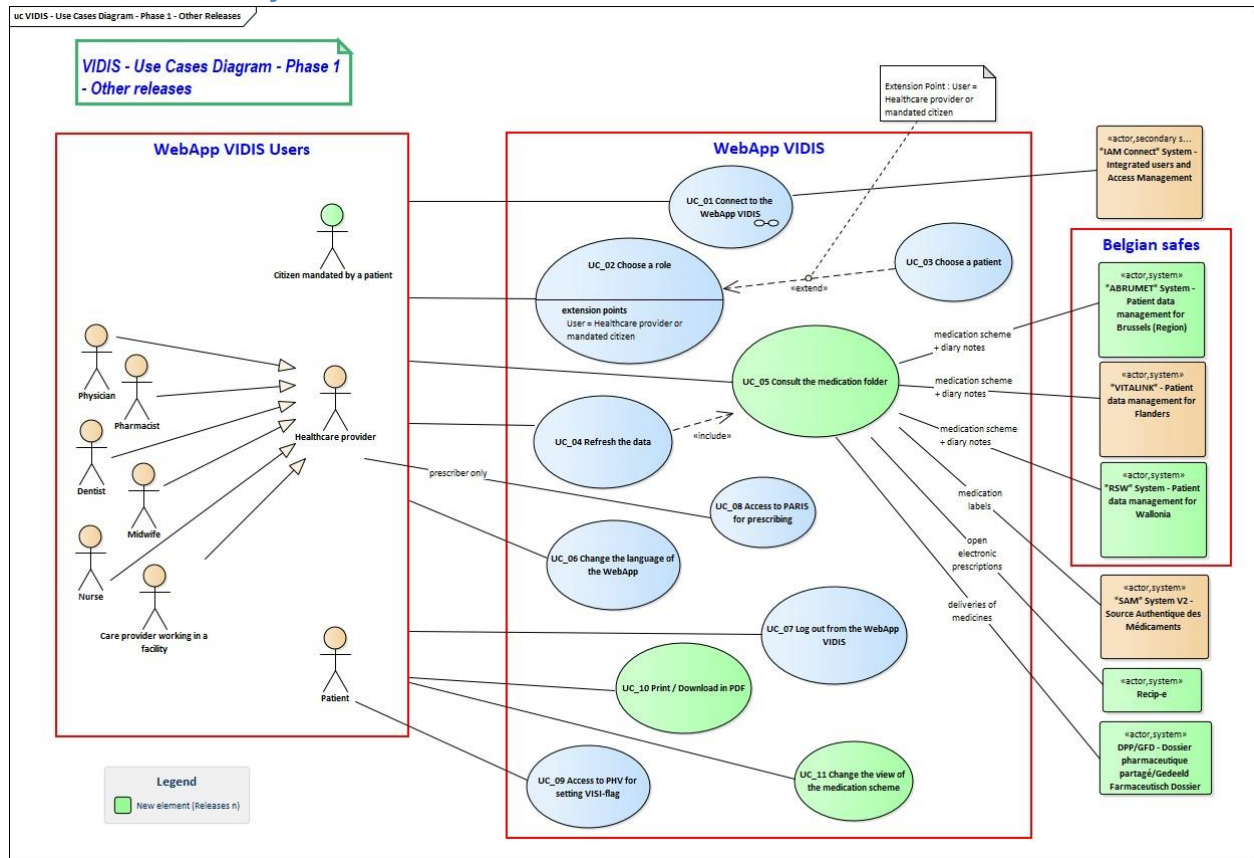 uc VIDIS - Use Cases Diagram - Phase 1 - Other Releases
VIDIS - Use Cases Diagram - Phase 1
- Other releases
Extension Point : User =
Healthcare provider or
mandated citizen
WebApp VIDIS Users
WebApp VIDIS
«actor,secondary s...
"IAM Connect" System -
Integrated users and
Access Management
UC_01 Connect to the
WebApp VIDIS
Citizen mandated by a patient
UC_02 Choose a role
extension points
User = Healthcare provider or
mandated citizen
UC_03 Choose a patient
«extend»
Belgian safes
«actor,system»
"ABRUMET" System -
Patient data
management for
Brussels (Region)
medication scheme
+ diary notes
Physician
Pharmacist
Healthcare provider
Dentist
Midwife
Nurse
Care provider working in a
facility
UC_05 Consult the medication folder
medication scheme
+ diary notes
«actor,system»
"VITALINK" - Patient
data management for
Flanders
UC_04 Refresh the data
«include»
medication scheme
+ diary notes
«actor,system»
"RSW" System - Patient
data management for
Wallonia
prescriber only
UC_08 Access to PARIS
for prescribing
medication
labels
UC_06 Change the language of
the WebApp
open
electronic
prescriptions
«actor,system»
"SAM" System V2 -
Source Authentique des
Médicaments
deliveries of
medicines
UC_07 Log out from the WebApp
VIDIS
Patient
UC_10 Print / Download in PDF
«actor,system»
Recip-e
UC_09 Access to PHV for
setting VISI-flag
UC_11 Change the view of
the medication scheme
«actor,system»
DPP/GFD - Dossier
pharmaceutique
partagé/Gedeeld
Farmaceutisch Dossier
Legend
New element (Releases n)